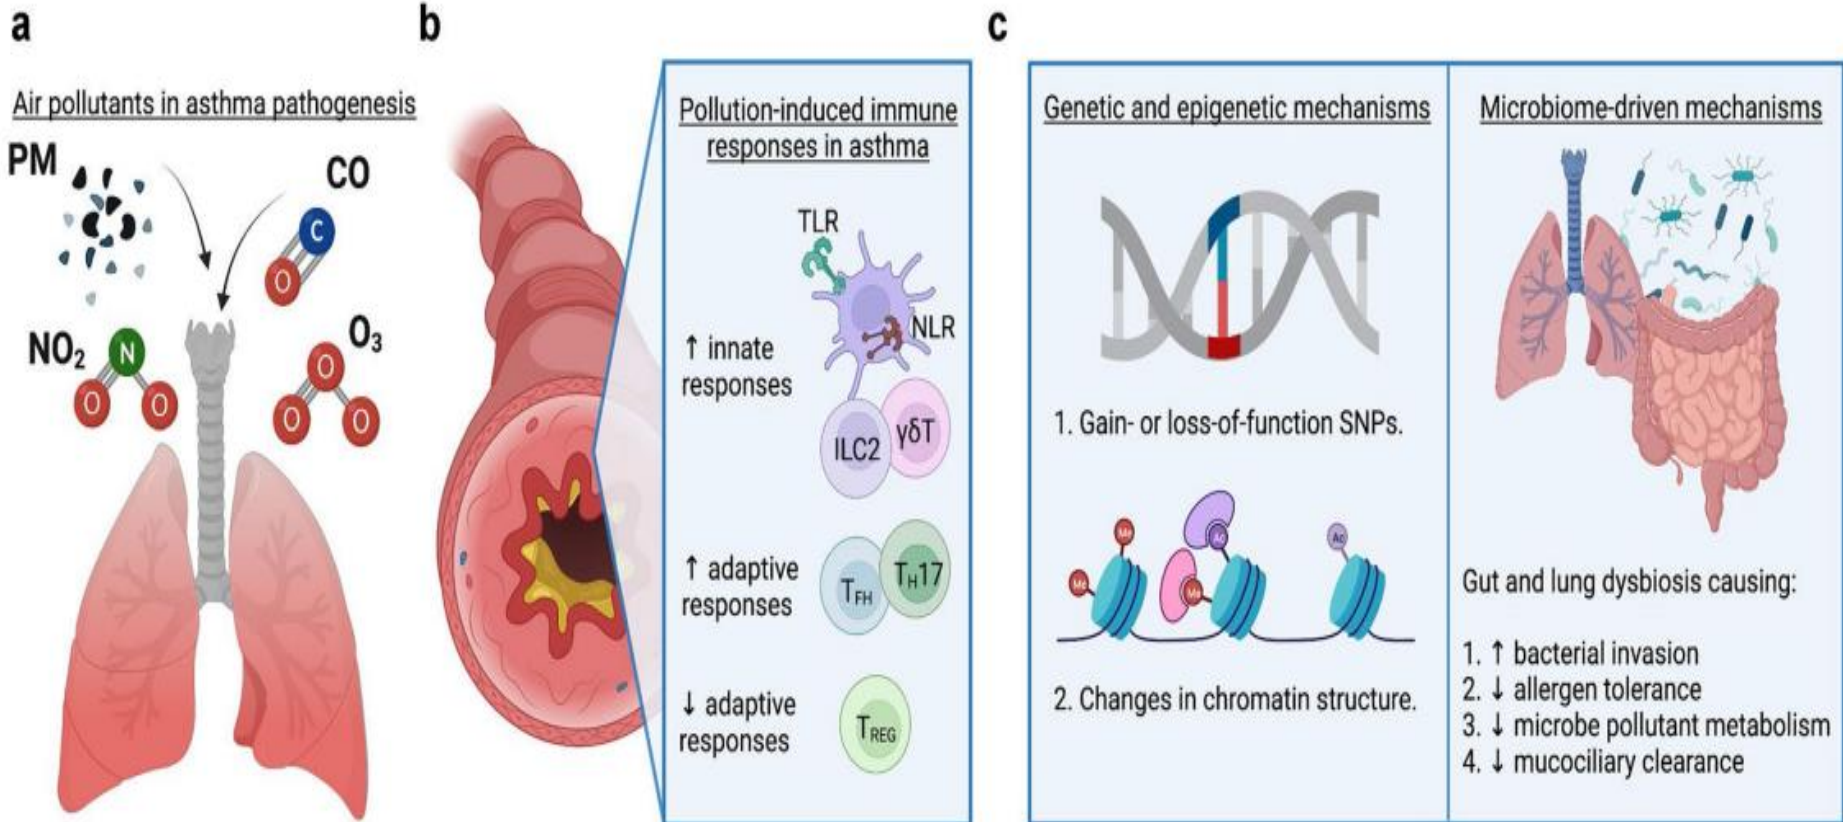 a
Air pollutants in asthma pathogenesis
PM
CO
C
O
NO₂
N
O
O
O₃
O
O
O
b
Pollution-induced immune
responses in asthma
TLR
NLR
↑ innate
responses
ILC2
γδT
↑ adaptive
responses
T_FH
T_H17
↓ adaptive
responses
T_REG
c
Genetic and epigenetic mechanisms
1. Gain- or loss-of-function SNPs.
Me
Me
Ac
Me
Ac
2. Changes in chromatin structure.
Microbiome-driven mechanisms
Gut and lung dysbiosis causing:
1. ↑ bacterial invasion
2. ↓ allergen tolerance
3. ↓ microbe pollutant metabolism
4. ↓ mucociliary clearance